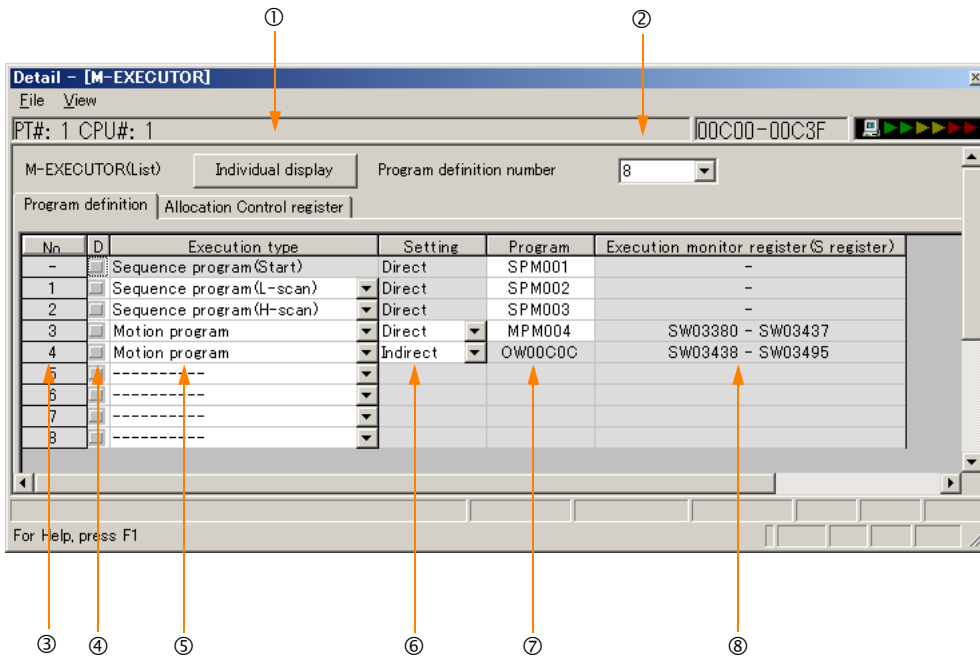 ① ②
Detail - [M-EXECUTOR]
File View
PT#: 1 CPU#: 1 00C00-00C3F
M-EXECUTOR(List) Individual display Program definition number 8
Program definition Allocation Control register
No D Execution type Setting Program Execution monitor register(S register)
- Sequence program(Start) Direct SPM001 -
1 Sequence program(L-scan) Direct SPM002 -
2 Sequence program(H-scan) Direct SPM003 -
3 Motion program Direct MPM004 SW03380 - SW03437
4 Motion program Indirect OW00C0C SW03438 - SW03495
5 ----------
6 ----------
7 ----------
8 ----------
For Help, press F1
③ ④ ⑤ ⑥ ⑦ ⑧